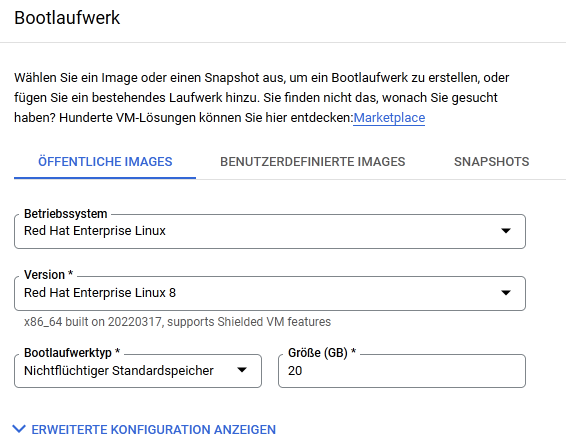 Bootlaufwerk
Wählen Sie ein Image oder einen Snapshot aus, um ein Bootlaufwerk zu erstellen, oder
fügen Sie ein bestehendes Laufwerk hinzu. Sie finden nicht das, wonach Sie gesucht
haben? Hunderte VM-Lösungen können Sie hier entdecken:Marketplace
ÖFFENTLICHE IMAGES BENUTZERDEFINIERTE IMAGES SNAPSHOTS
Betriebssystem
Red Hat Enterprise Linux
Version *
Red Hat Enterprise Linux 8
x86_64 built on 20220317, supports Shielded VM features
Bootlaufwerktyp * Größe (GB) *
Nichtflüchtiger Standardspeicher 20
ERWEITERTE KONFIGURATION ANZEIGEN